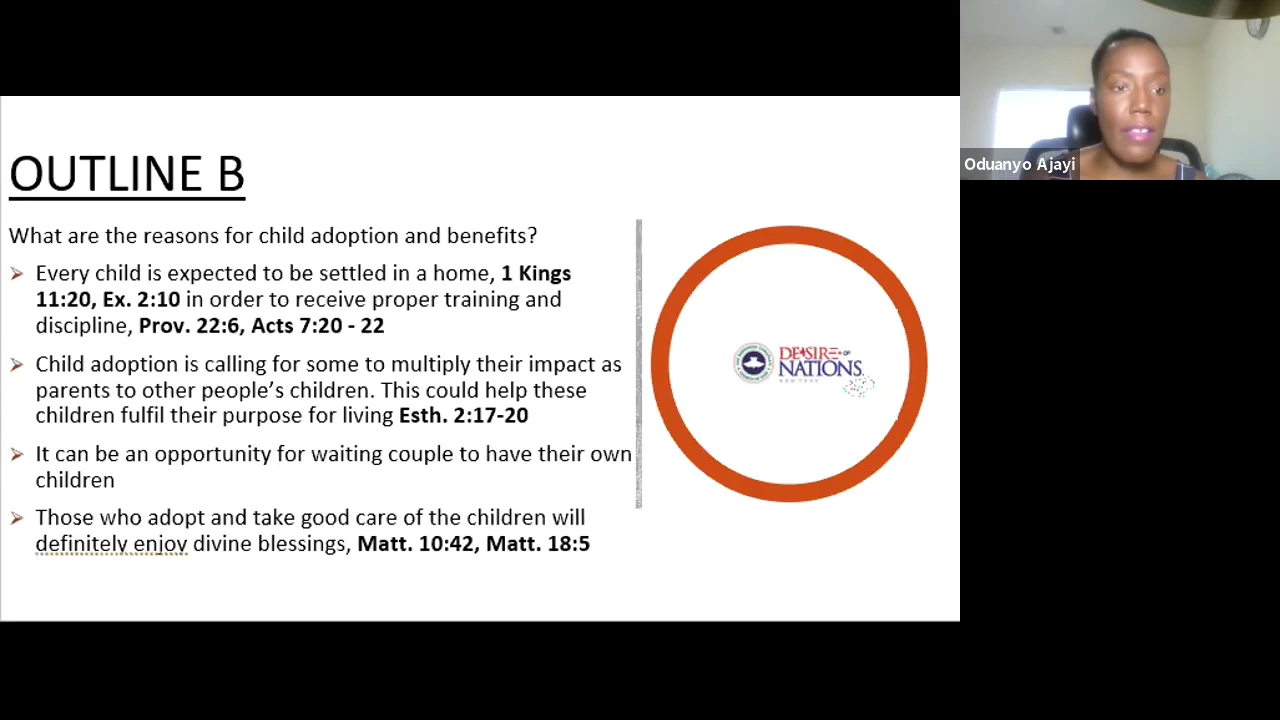 OUTLINE B
What are the reasons for child adoption and benefits?
➢ Every child is expected to be settled in a home, 1 Kings
11:20, Ex. 2:10 in order to receive proper training and
discipline, Prov. 22:6, Acts 7:20 - 22
➢ Child adoption is calling for some to multiply their impact as
parents to other people’s children. This could help these
children fulfil their purpose for living Esth. 2:17-20
➢ It can be an opportunity for waiting couple to have their own
children
➢ Those who adopt and take good care of the children will
definitely enjoy divine blessings, Matt. 10:42, Matt. 18:5
DESIRE OF
NATIONS
NEW YORK
Oduanyo Ajayi